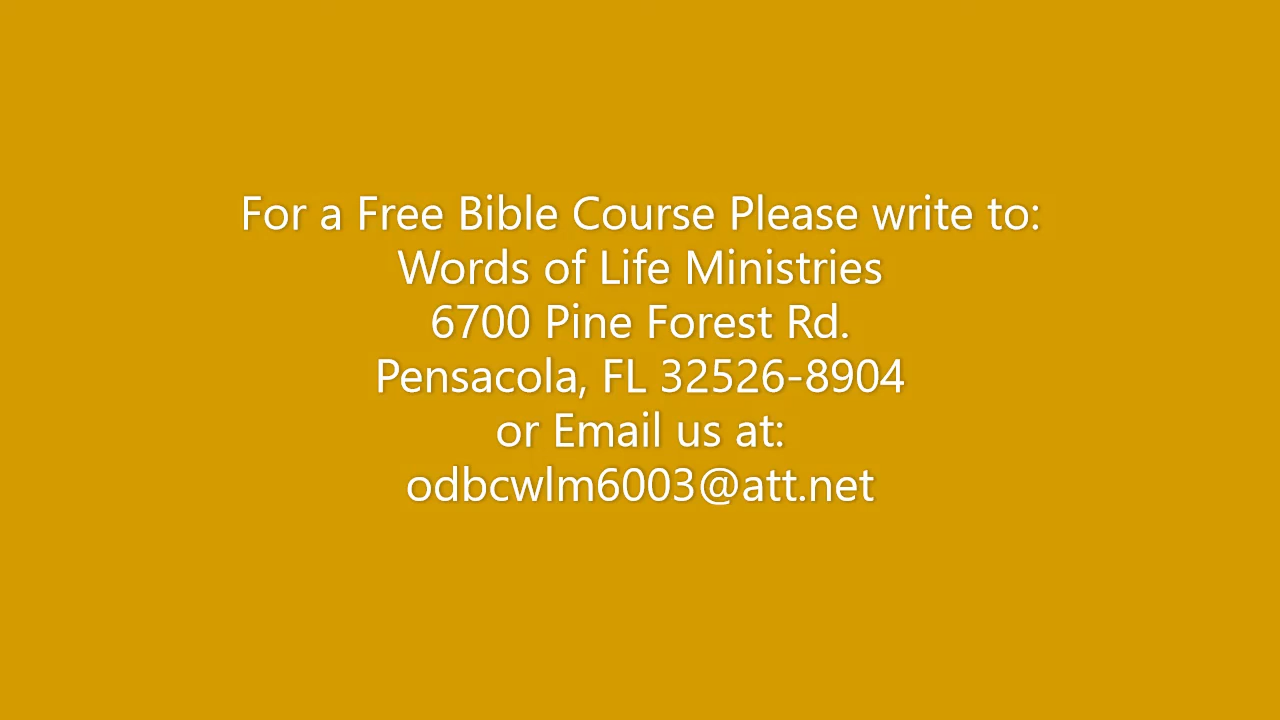 For a Free Bible Course Please write to:
Words of Life Ministries
6700 Pine Forest Rd.
Pensacola, FL 32526-8904
or Email us at:
odbcwlm6003@att.net